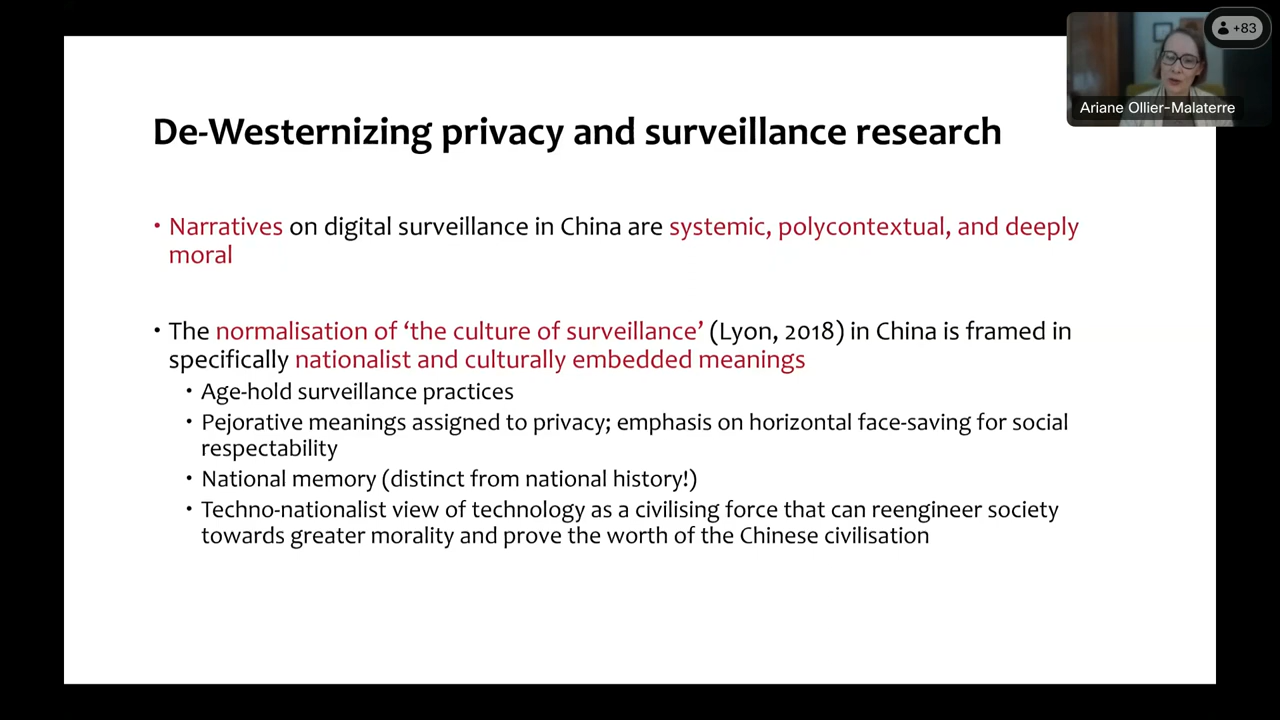 +83
Ariane Ollier-Malaterre
De-Westernizing privacy and surveillance research
• Narratives on digital surveillance in China are systemic, polycontextual, and deeply
moral
• The normalisation of ‘the culture of surveillance’ (Lyon, 2018) in China is framed in
specifically nationalist and culturally embedded meanings
• Age-hold surveillance practices
• Pejorative meanings assigned to privacy; emphasis on horizontal face-saving for social
respectability
• National memory (distinct from national history!)
• Techno-nationalist view of technology as a civilising force that can reengineer society
towards greater morality and prove the worth of the Chinese civilisation